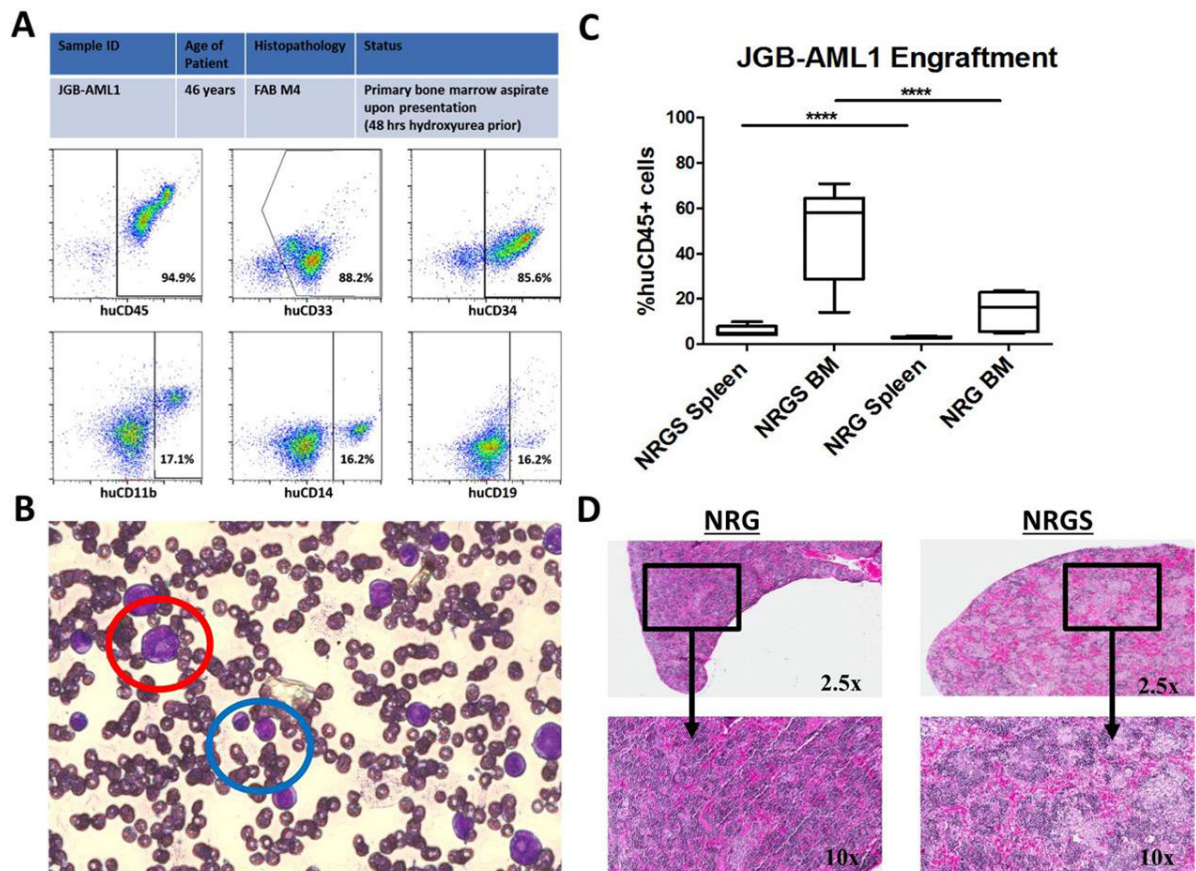 A
Sample ID
Age of
Patient
Histopathology
Status
JGB-AML1
46 years
FAB M4
Primary bone marrow aspirate
upon presentation
(48 hrs hydroxyurea prior)
94.9%
huCD45
88.2%
huCD33
85.6%
huCD34
17.1%
huCD11b
16.2%
huCD14
16.2%
huCD19
B
C
JGB-AML1 Engraftment
****
****
%huCD45+ cells
100
80
60
40
20
0
NRGS Spleen
NRGS BM
NRG Spleen
NRG BM
D
NRG
NRGS
2.5x
2.5x
10x
10x